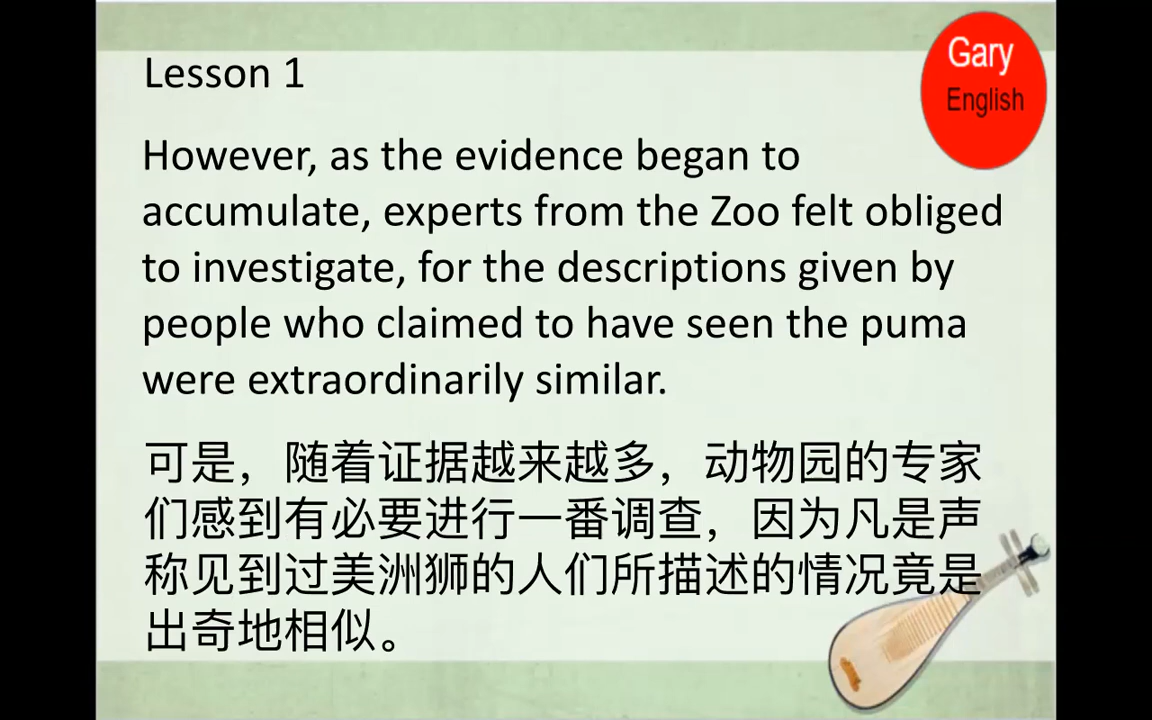 Lesson 1
Gary
English
However, as the evidence began to
accumulate, experts from the Zoo felt obliged
to investigate, for the descriptions given by
people who claimed to have seen the puma
were extraordinarily similar.
可是，随着证据越来越多，动物园的专家
们感到有必要进行一番调查，因为凡是声
称见到过美洲狮的人们所描述的情况竟是
出奇地相似。